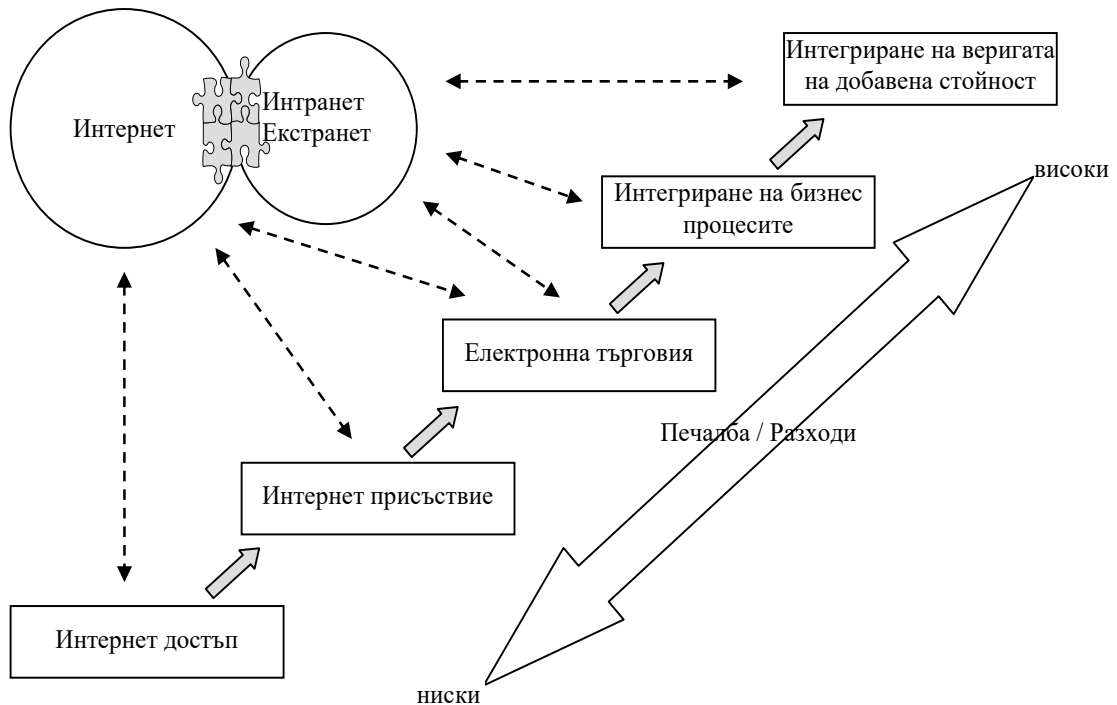 Интегриране на веригата
на добавена стойност
Интранет
Екстранет
Интернет
високи
Интегриране на бизнес
процесите
Електронна търговия
Печалба / Разходи
Интернет присъствие
Интернет достъп
ниски